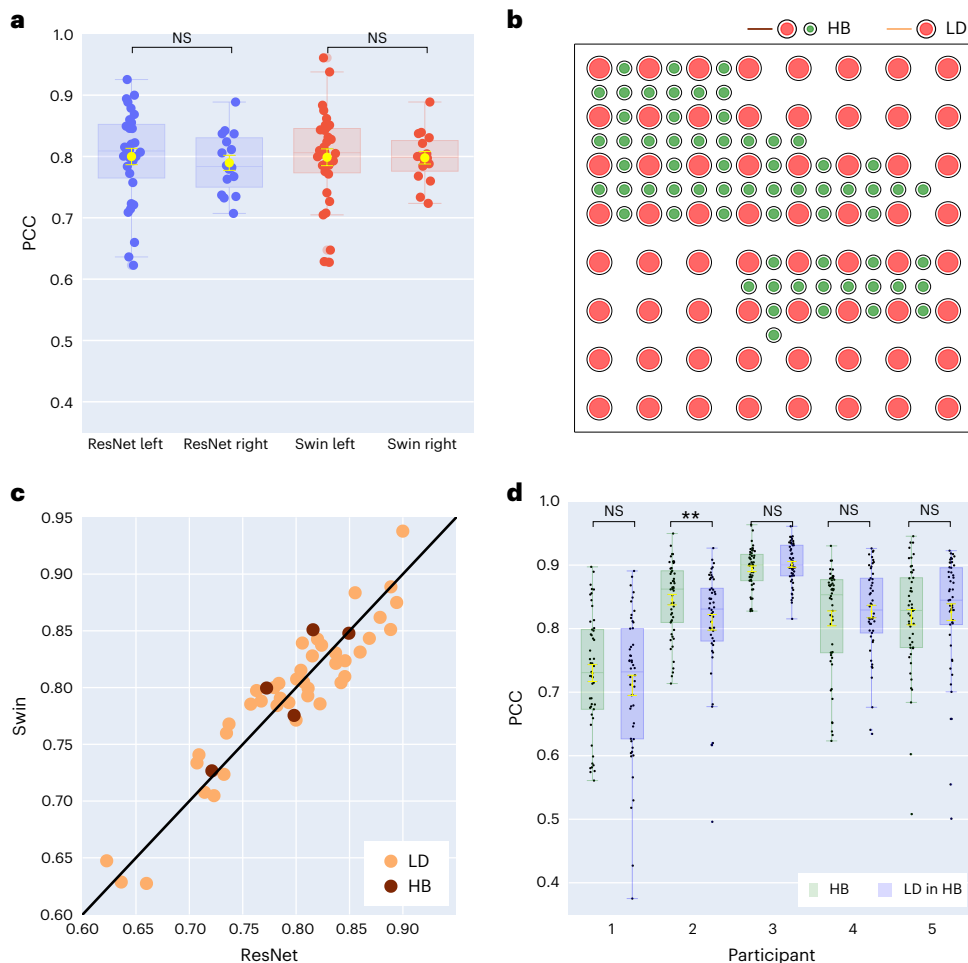 a
NS NS
1.0
0.9
0.8
0.7
0.6
0.5
0.4
PCC
ResNet left ResNet right Swin left Swin right
b
HB LD
c
0.95
0.90
0.85
0.80
0.75
0.70
0.65
0.60
Swin
LD
HB
0.60 0.65 0.70 0.75 0.80 0.85 0.90
ResNet
d
1.0
0.9
0.8
0.7
0.6
0.5
0.4
PCC
NS ** NS NS NS
HB LD in HB
1 2 3 4 5
Participant